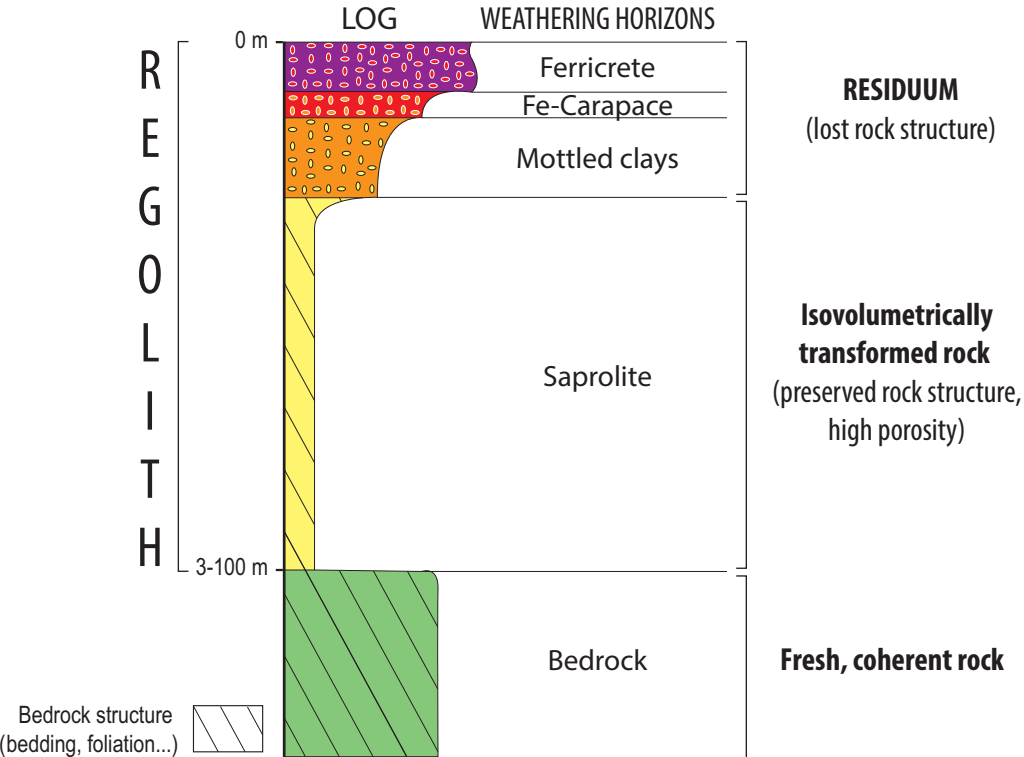 LOG
WEATHERING HORIZONS
0 m
REGOLITH
Ferricrete
Fe-Carapace
Mottled clays
RESIDUUM
(lost rock structure)
Saprolite
Isovolumetrically
transformed rock
(preserved rock structure,
high porosity)
3-100 m
Bedrock
Fresh, coherent rock
Bedrock structure
(bedding, foliation...)